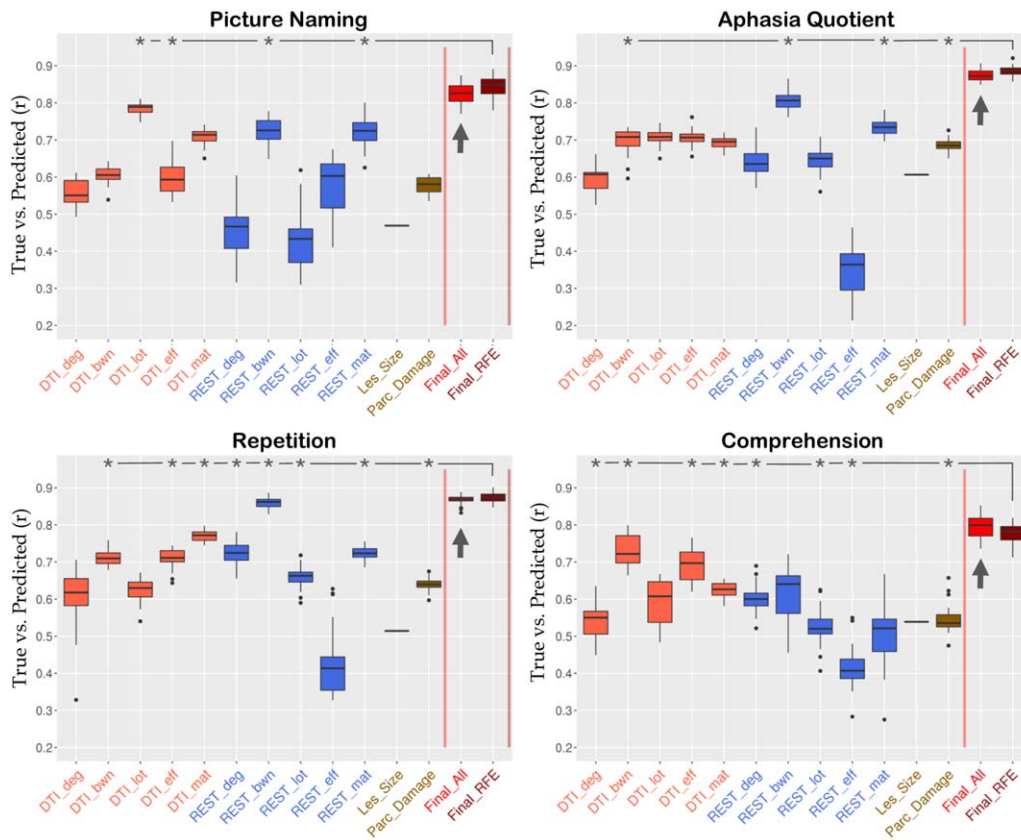 Picture Naming
True vs. Predicted (r)
0.9
0.8
0.7
0.6
0.5
0.4
0.3
0.2
* * * *
DTI_deg
DTI_bwn
DTI_lot
DTI_eff
DTI_mat
REST_deg
REST_bwn
REST_lot
REST_eff
REST_mat
Les_Size
Parc_Damage
Final_All
Final_RFE
Aphasia Quotient
True vs. Predicted (r)
0.9
0.8
0.7
0.6
0.5
0.4
0.3
0.2
* * * *
DTI_deg
DTI_bwn
DTI_lot
DTI_eff
DTI_mat
REST_deg
REST_bwn
REST_lot
REST_eff
REST_mat
Les_Size
Parc_Damage
Final_All
Final_RFE
Repetition
True vs. Predicted (r)
0.9
0.8
0.7
0.6
0.5
0.4
0.3
0.2
* * * * * * * *
DTI_deg
DTI_bwn
DTI_lot
DTI_eff
DTI_mat
REST_deg
REST_bwn
REST_lot
REST_eff
REST_mat
Les_Size
Parc_Damage
Final_All
Final_RFE
Comprehension
True vs. Predicted (r)
0.9
0.8
0.7
0.6
0.5
0.4
0.3
0.2
* * * * * * * *
DTI_deg
DTI_bwn
DTI_lot
DTI_eff
DTI_mat
REST_deg
REST_bwn
REST_lot
REST_eff
REST_mat
Les_Size
Parc_Damage
Final_All
Final_RFE